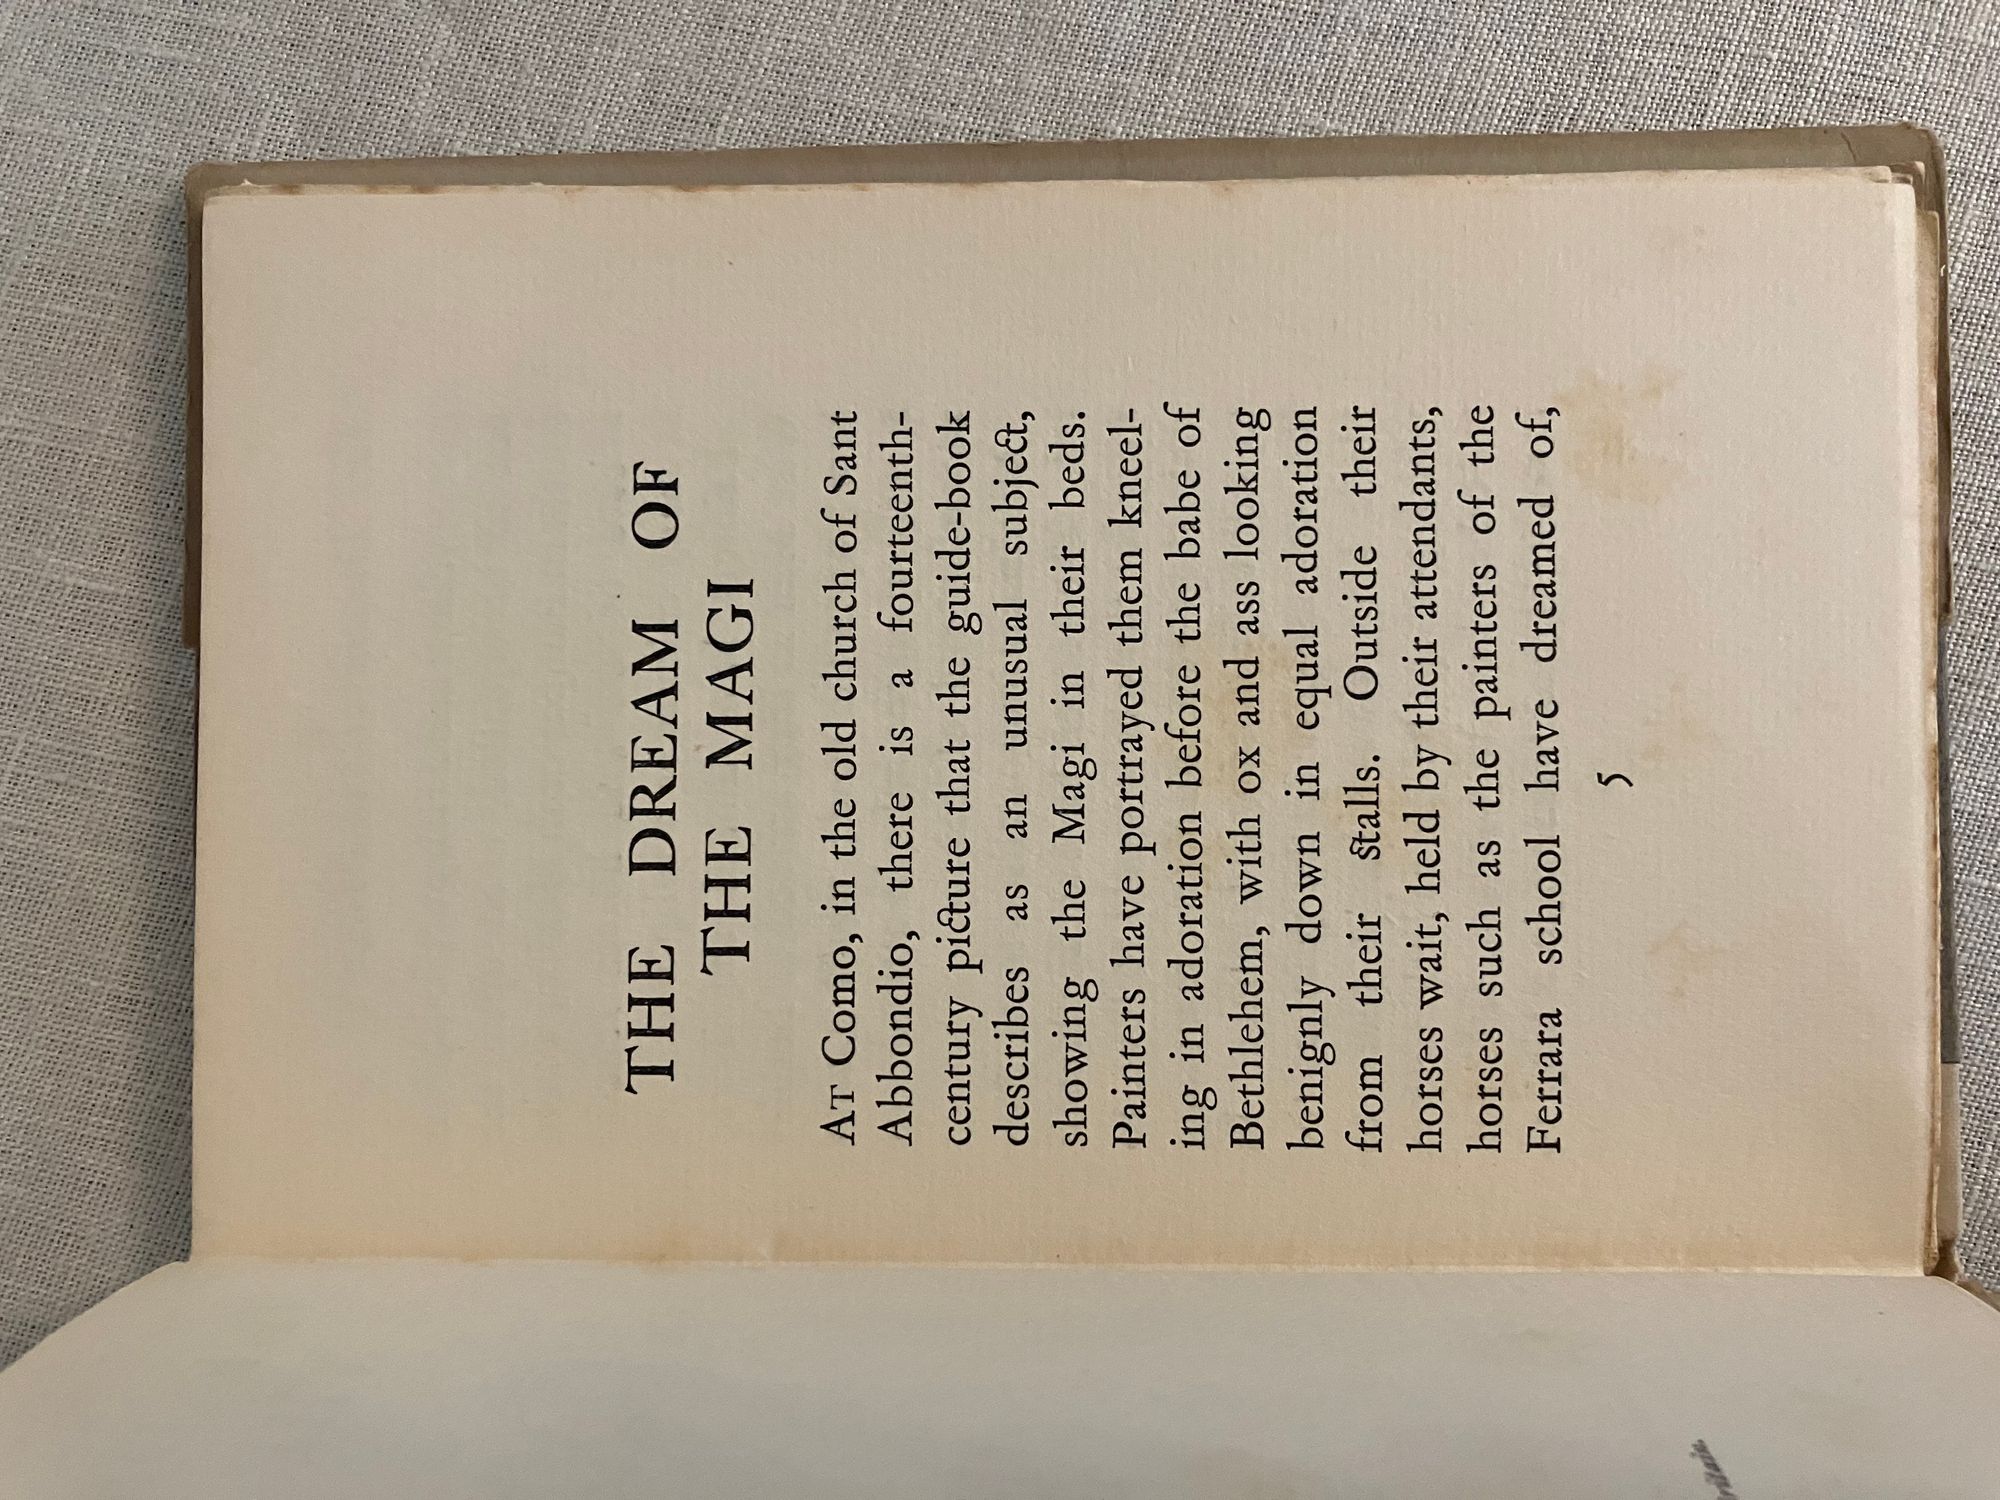 THE DREAM OF
THE MAGI
AT Como, in the old church of Sant
Abbondio, there is a fourteenth-
century picture that the guide-book
describes as an unusual subject,
showing the Magi in their beds.
Painters have portrayed them kneel-
ing in adoration before the babe of
Bethlehem, with ox and ass looking
benignly down in equal adoration
from their stalls. Outside their
horses wait, held by their attendants,
horses such as the painters of the
Ferrara school have dreamed of,
5